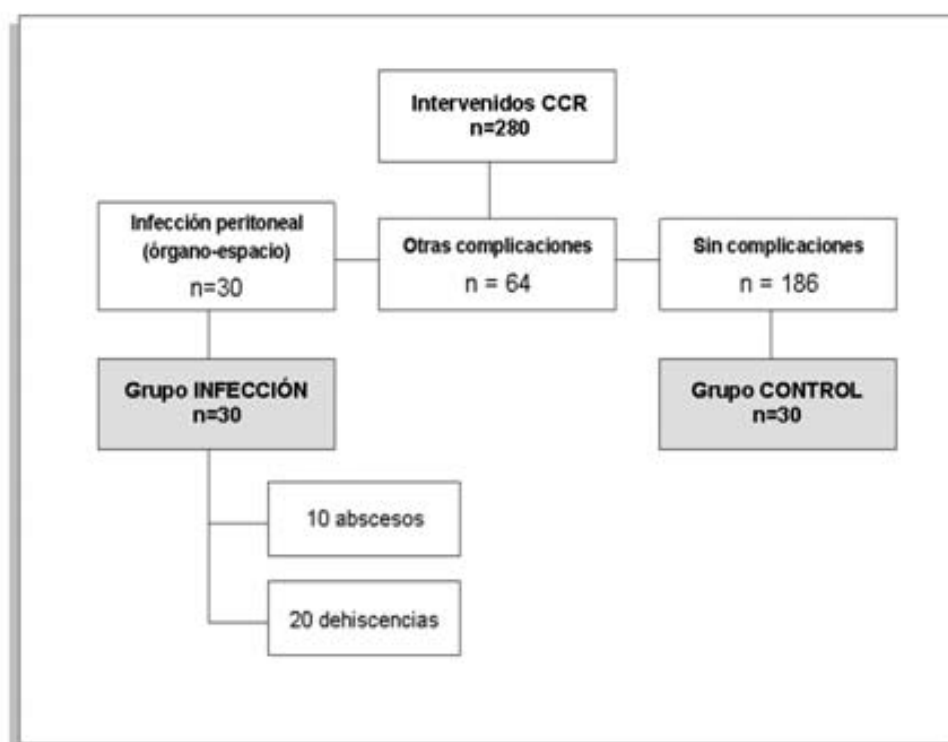 Intervenidos CCR
n=280
Infección peritoneal
(órgano-espacio)
n=30
Otras complicaciones
n = 64
Sin complicaciones
n = 186
Grupo INFECCIÓN
n=30
Grupo CONTROL
n=30
10 abscesos
20 dehiscencias